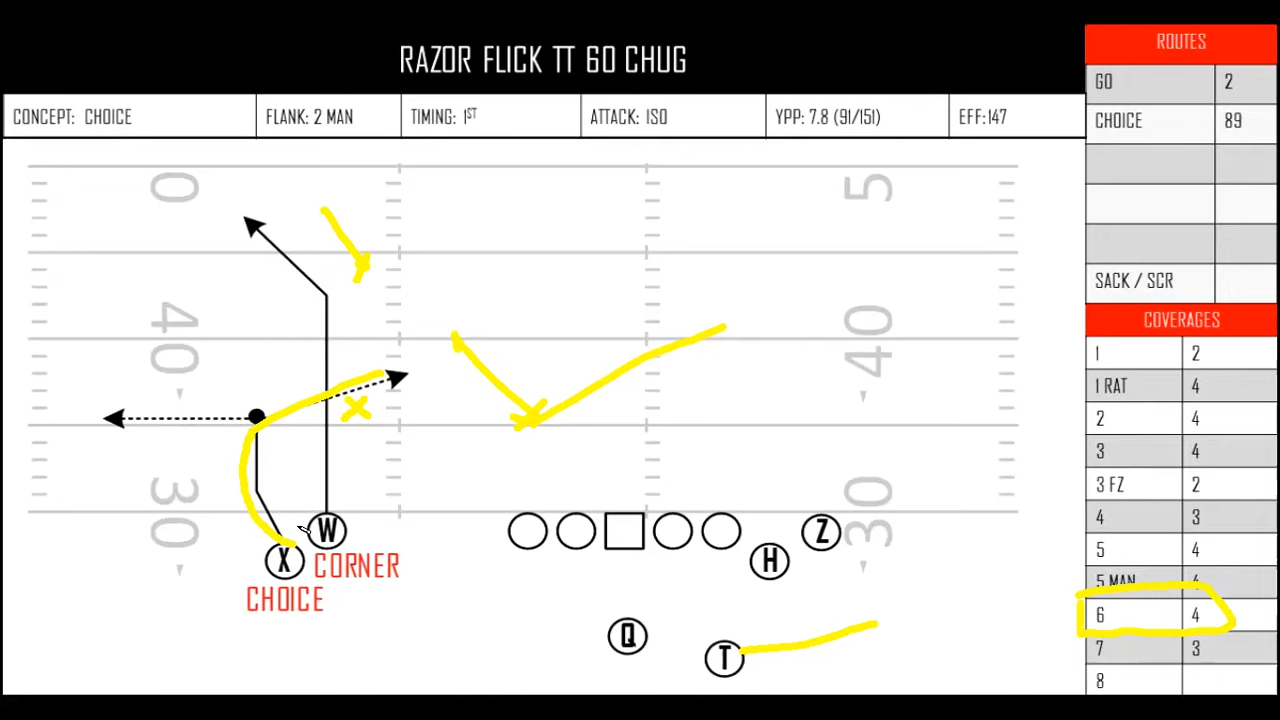 RAZOR FLICK TT 60 CHUG
CONCEPT: CHOICE FLANK: 2 MAN TIMING: 1ST ATTACK: ISO YPP: 7.8 (91/151) EFF:147
ROUTES
GO 2
CHOICE 89
SACK / SCR
COVERAGES
1 2
1 RAT 4
2 4
3 4
3 FZ 2
4 3
5 4
5 MAN 4
6 4
7 3
8
0 5
40 40
30 30
W Z
X H
CORNER
CHOICE
Q
T